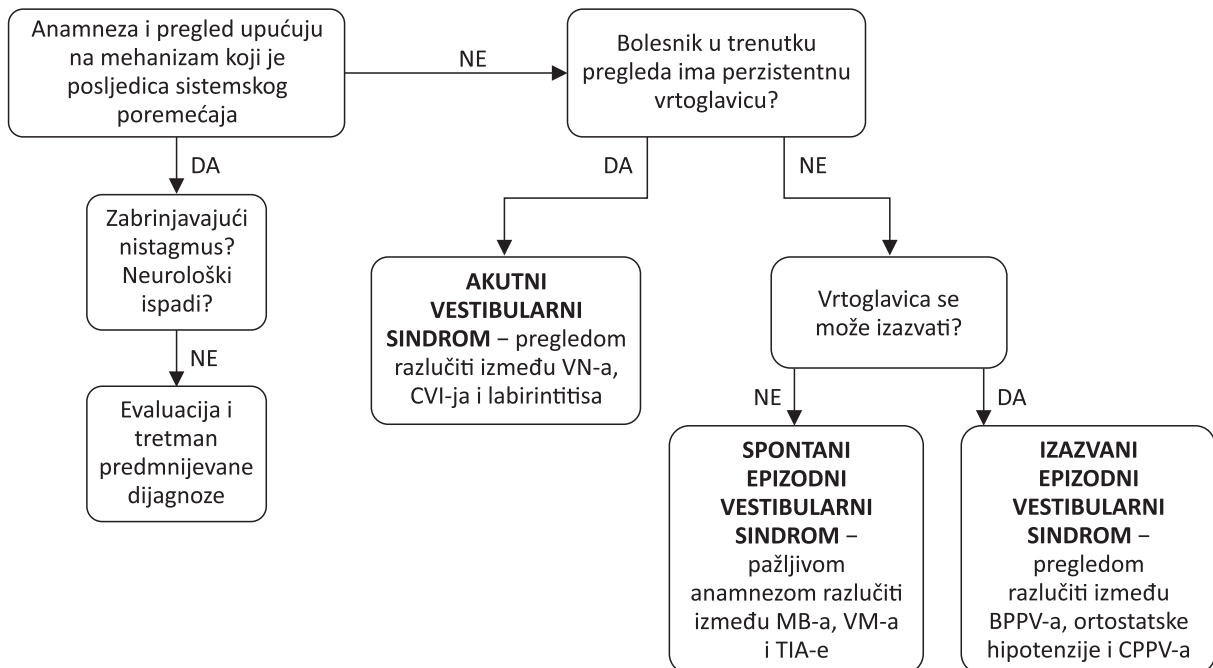 Anamneza i pregled upućuju
na mehanizam koji je
posljedica sistemskog
poremećaja
NE
Bolesnik u trenutku
pregleda ima perzistentnu
vrtoglavicu?
DA
DA
NE
Zabrinjavajući
nistagmus?
Neurološki
ispadi?
AKUTNI
VESTIBULARNI
SINDROM – pregledom
razlučiti između VN-a,
CVI-ja i labirintitisa
Vrtoglavica se
može izazvati?
NE
Evaluacija i
tretman
predmnijevane
dijagnoze
NE
DA
SPONTANI
EPIZODNI
VESTIBULARNI
SINDROM –
pažljivom
anamnezom razlučiti
između MB-a, VM-a
i TIA-e
IZAZVANI
EPIZODNI
VESTIBULARNI
SINDROM –
pregledom
razlučiti između
BPPV-a, ortostatske
hipotenzije i CPPV-a